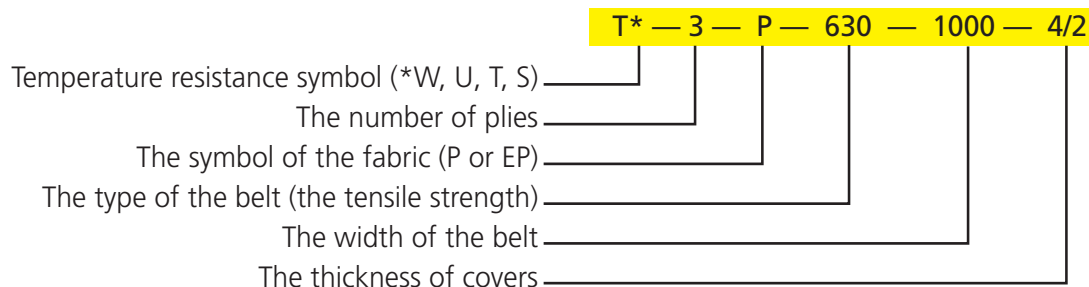 T* — 3 — P — 630 — 1000 — 4/2
Temperature resistance symbol (*W, U, T, S)
The number of plies
The symbol of the fabric (P or EP)
The type of the belt (the tensile strength)
The width of the belt
The thickness of covers